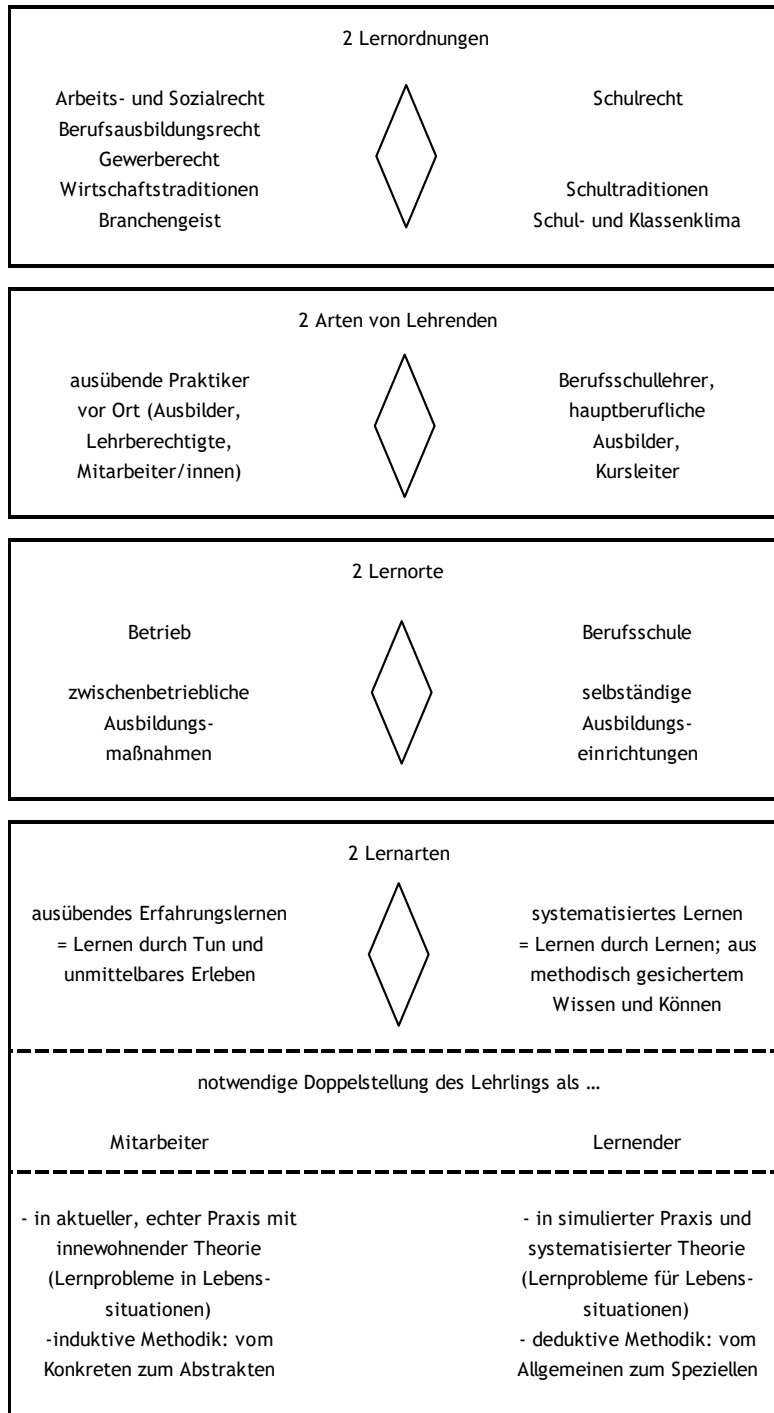 2 Lernordnungen
Arbeits- und Sozialrecht
Berufsausbildungsrecht
Gewerberecht
Wirtschaftstraditionen
Branchengeist
Schulrecht
Schultraditionen
Schul- und Klassenklima
2 Arten von Lehrenden
ausübende Praktiker
vor Ort (Ausbilder,
Lehrberechtigte,
Mitarbeiter/innen)
Berufsschullehrer,
hauptberufliche
Ausbilder,
Kursleiter
2 Lernorte
Betrieb
zwischenbetriebliche
Ausbildungs-
maßnahmen
Berufsschule
selbständige
Ausbildungs-
einrichtungen
2 Lernarten
ausübendes Erfahrungslernen
= Lernen durch Tun und
unmittelbares Erleben
systematisiertes Lernen
= Lernen durch Lernen; aus
methodisch gesichertem
Wissen und Können
notwendige Doppelstellung des Lehrlings als …
Mitarbeiter
Lernender
- in aktueller, echter Praxis mit
innewohnender Theorie
(Lernprobleme in Lebens-
situationen)
-induktive Methodik: vom
Konkreten zum Abstrakten
- in simulierter Praxis und
systematisierter Theorie
(Lernprobleme für Lebens-
situationen)
- deduktive Methodik: vom
Allgemeinen zum Speziellen